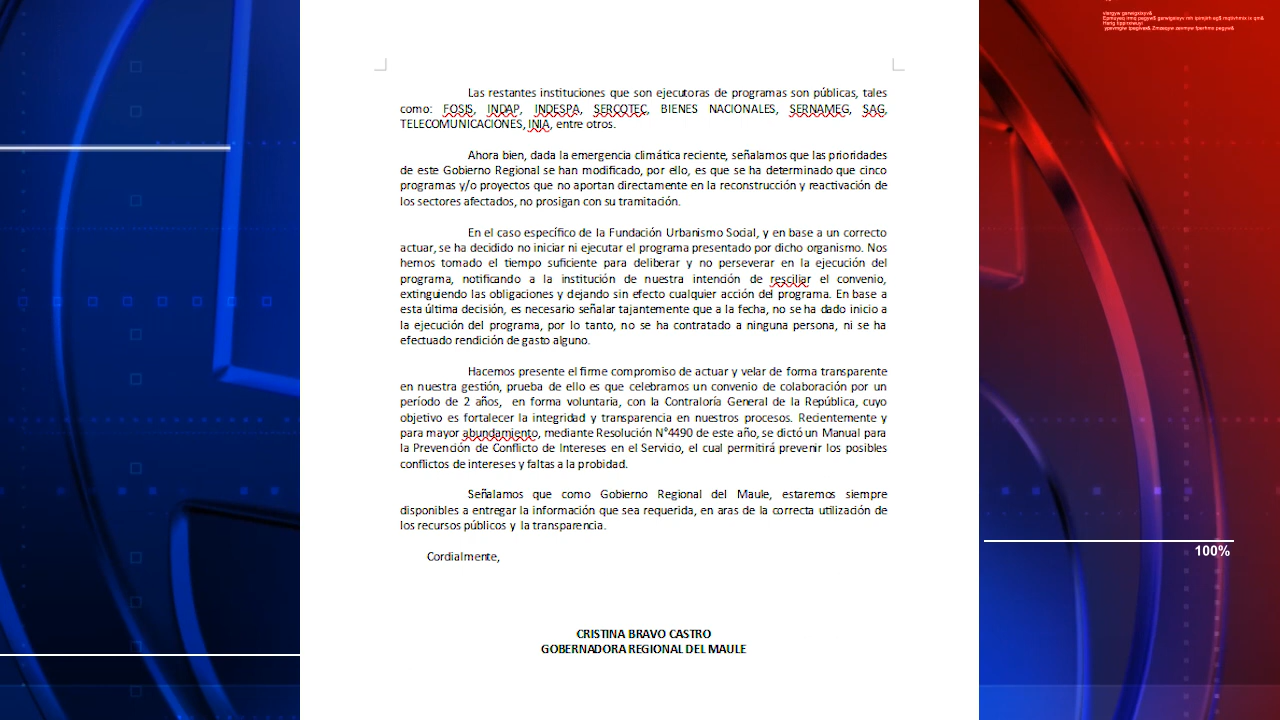 Las restantes instituciones que son ejecutoras de programas son públicas, tales
como: FOSIS, INDAP, INDESPA, SERCOTEC, BIENES NACIONALES, SERNAMEG, SAG,
TELECOMUNICACIONES, INIA, entre otros.
Ahora bien, dada la emergencia climática reciente, señalamos que las prioridades
de este Gobierno Regional se han modificado, por ello, es que se ha determinado que cinco
programas y/o proyectos que no aportan directamente en la reconstrucción y reactivación de
los sectores afectados, no prosigan con su tramitación.
En el caso específico de la Fundación Urbanismo Social, y en base a un correcto
actuar, se ha decidido no iniciar ni ejecutar el programa presentado por dicho organismo. Nos
hemos tomado el tiempo suficiente para deliberar y no perseverar en la ejecución del
programa, notificando a la institución de nuestra intención de resciliar el convenio,
extinguiendo las obligaciones y dejando sin efecto cualquier acción del programa. En base a
esta última decisión, es necesario señalar tajantemente que a la fecha, no se ha dado inicio a
la ejecución del programa, por lo tanto, no se ha contratado a ninguna persona, ni se ha
efectuado rendición de gasto alguno.
Hacemos presente el firme compromiso de actuar y velar de forma transparente
en nuestra gestión, prueba de ello es que celebramos un convenio de colaboración por un
período de 2 años, en forma voluntaria, con la Contraloría General de la República, cuyo
objetivo es fortalecer la integridad y transparencia en nuestros procesos. Recientemente y
para mayor abundamiento, mediante Resolución N°4490 de este año, se dictó un Manual para
la Prevención de Conflicto de Intereses en el Servicio, el cual permitirá prevenir los posibles
conflictos de intereses y faltas a la probidad.
Señalamos que como Gobierno Regional del Maule, estaremos siempre
disponibles a entregar la información que sea requerida, en aras de la correcta utilización de
los recursos públicos y la transparencia.
Cordialmente,
CRISTINA BRAVO CASTRO
GOBERNADORA REGIONAL DEL MAULE
100%